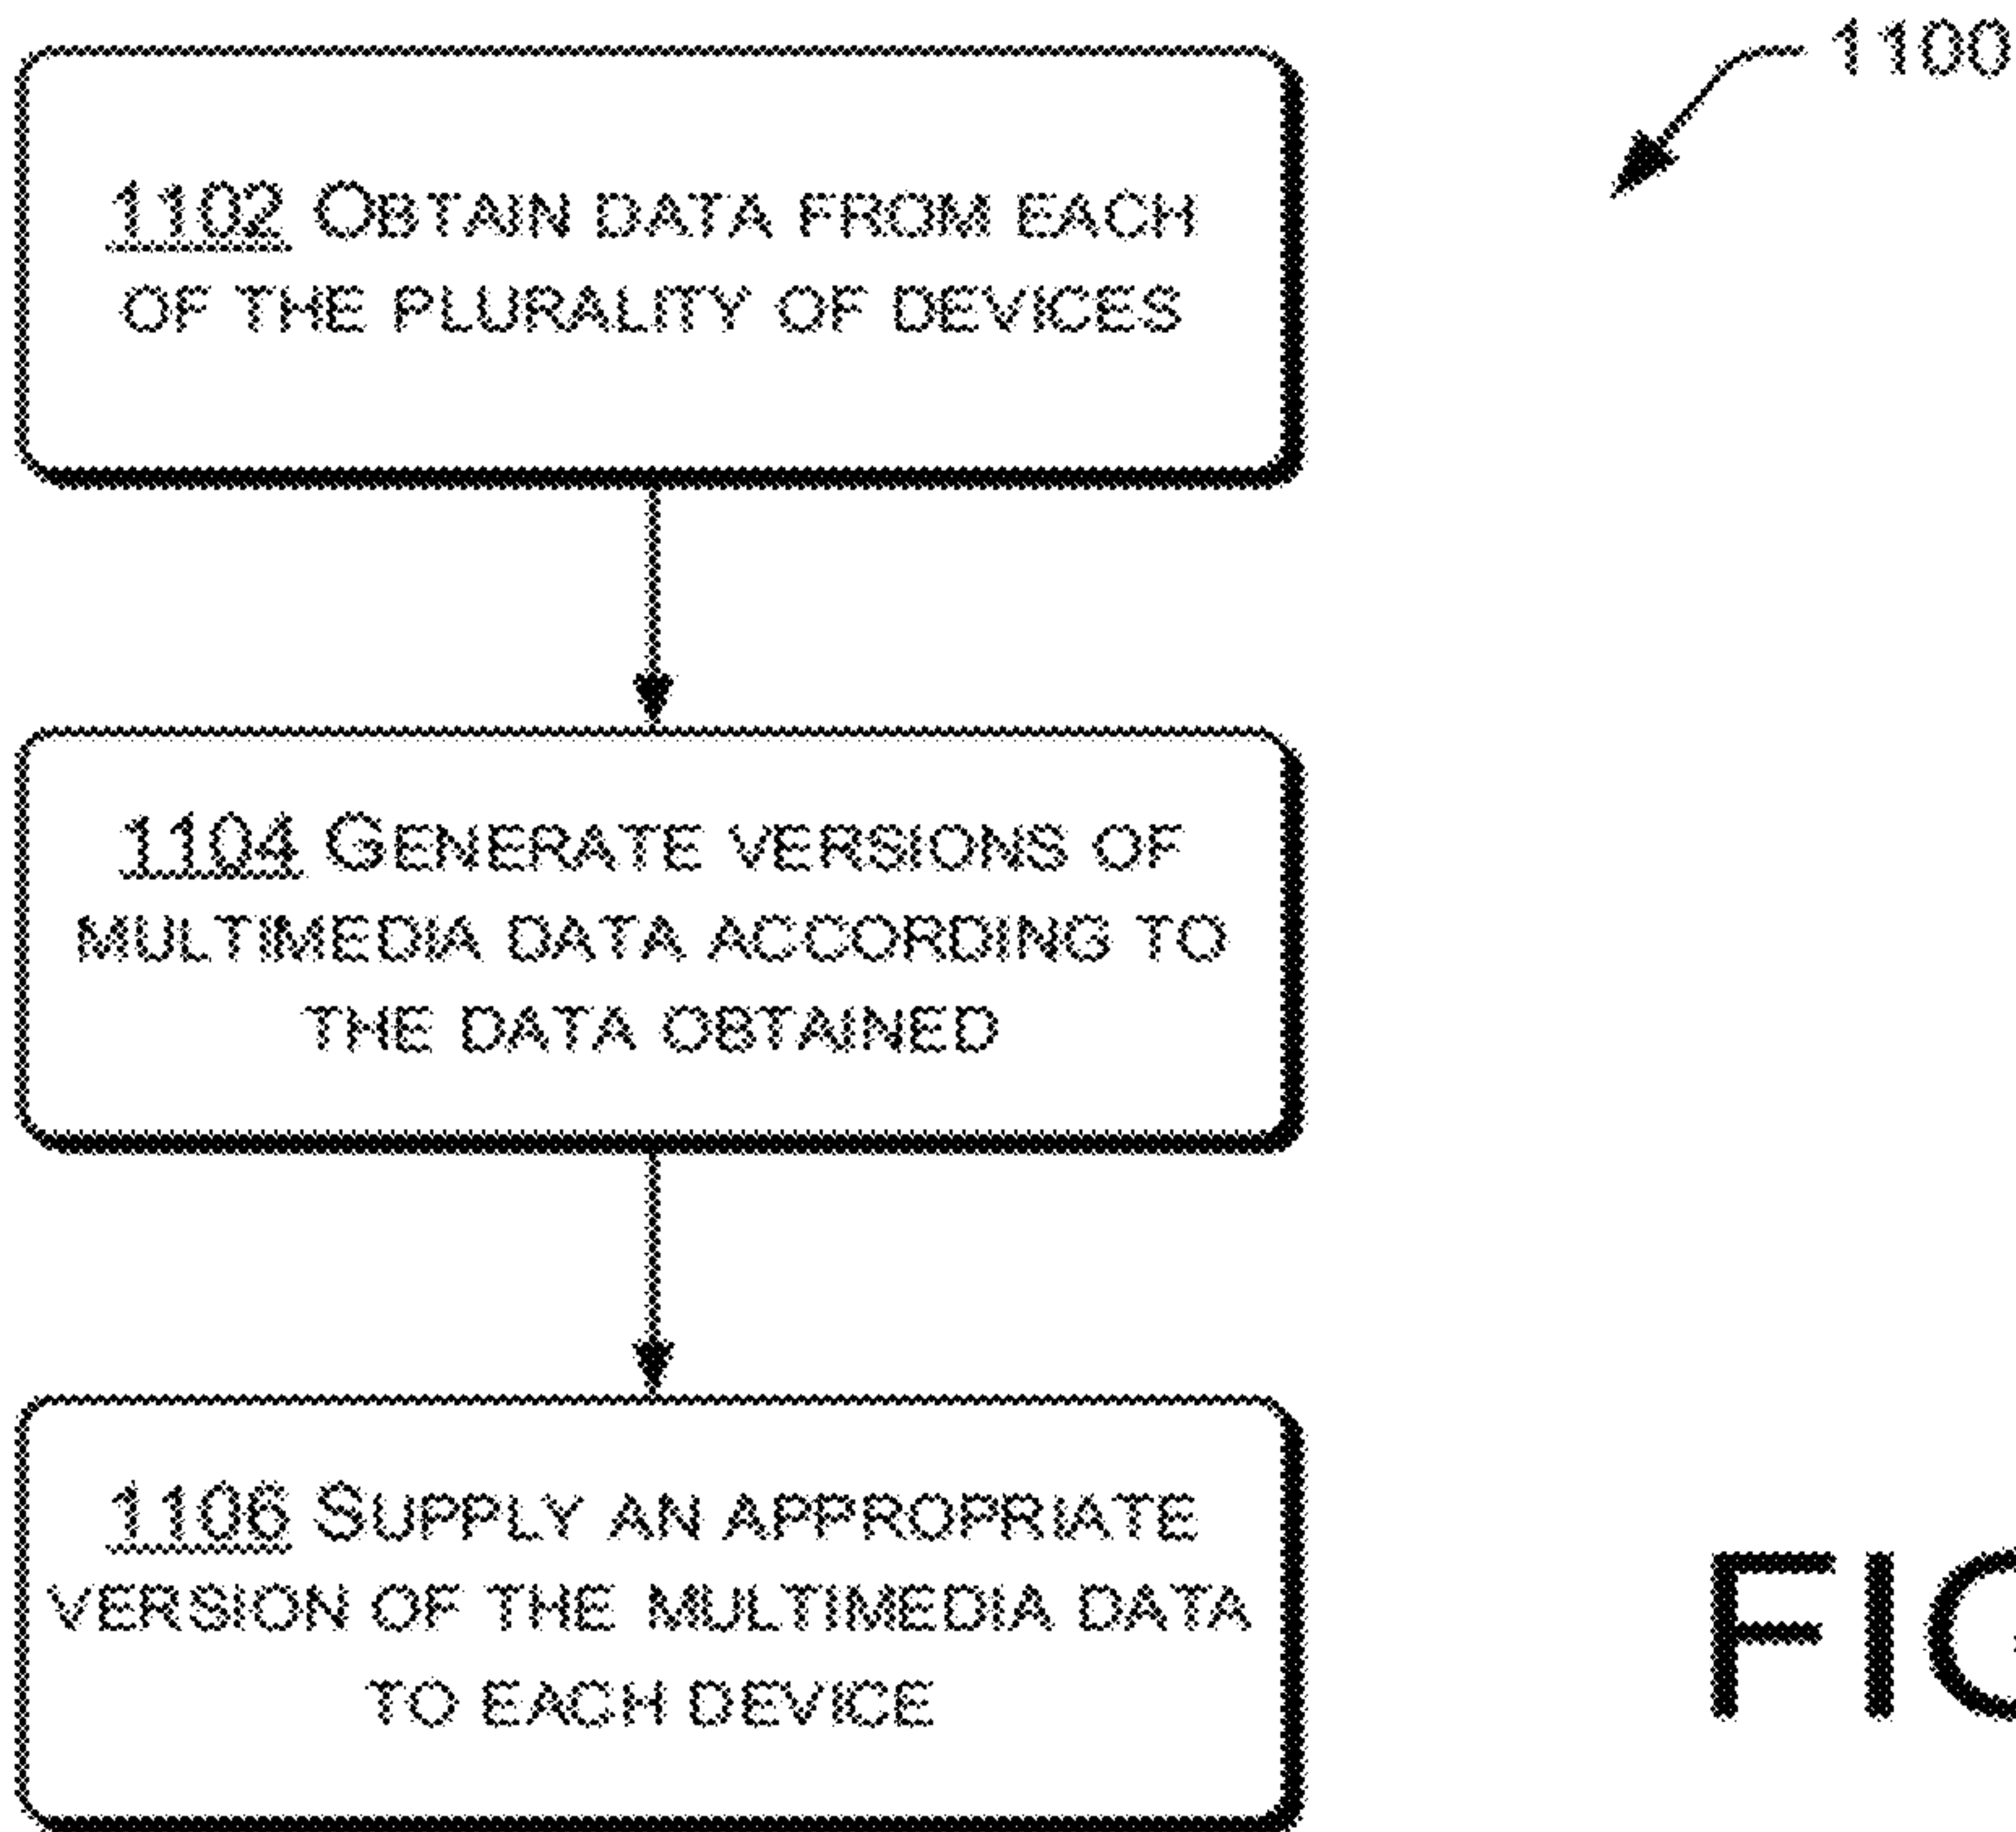 1100
1102 OBTAIN DATA FROM EACH
OF THE PLURALITY OF DEVICES
1104 GENERATE VERSIONS OF
MULTIMEDIA DATA ACCORDING TO
THE DATA OBTAINED
1106 SUPPLY AN APPROPRIATE
VERSION OF THE MULTIMEDIA DATA
TO EACH DEVICE
FIG